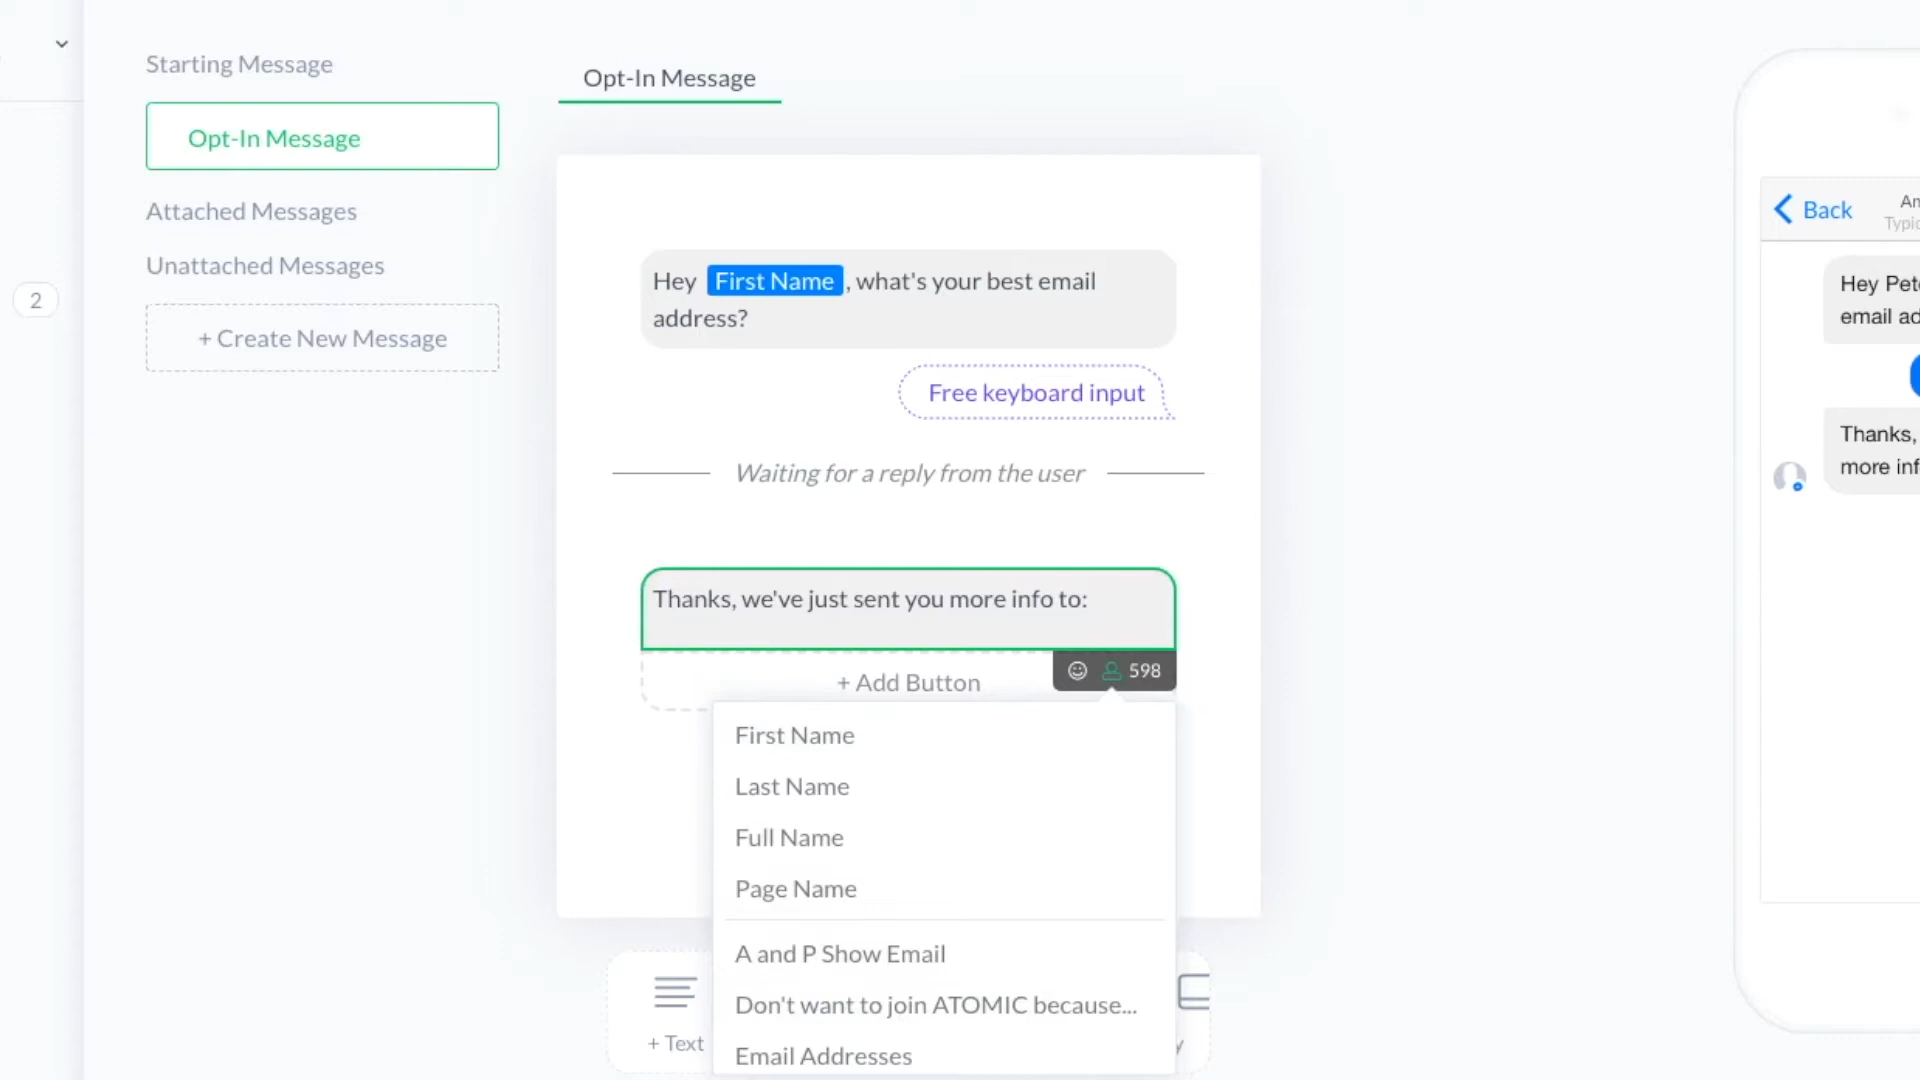 Starting Message
Opt-In Message
Attached Messages
Unattached Messages
+ Create New Message
2
Opt-In Message
Hey First Name, what's your best email
address?
Free keyboard input
Waiting for a reply from the user
Thanks, we've just sent you more info to:
598
+ Add Button
First Name
Last Name
Full Name
Page Name
A and P Show Email
Don't want to join ATOMIC because...
Email Addresses
+ Text
Back
Hey
email
Thanks,
more